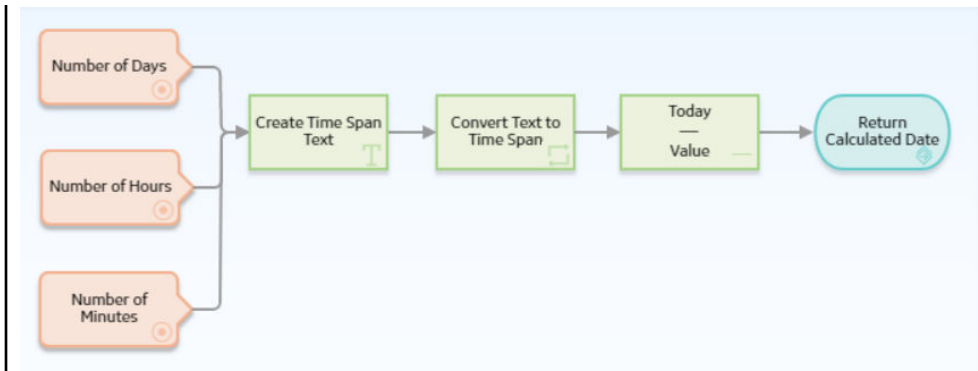 Number of Days
Number of Hours
Number of
Minutes
Create Time Span
Text
T
Convert Text to
Time Span
Today
—
Value
Return
Calculated Date